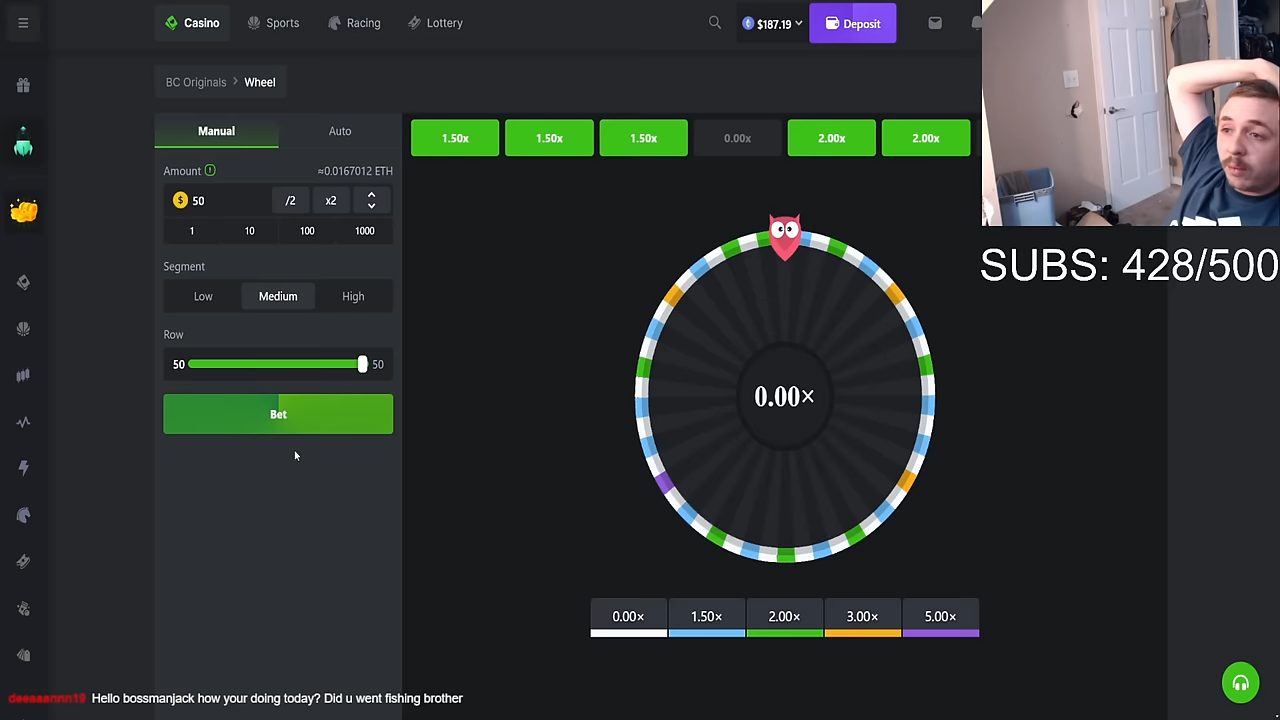 Casino
Sports
Racing
Lottery
$187.19
Deposit
BC Originals > Wheel
Manual
Auto
1.50x
1.50x
1.50x
0.00x
2.00x
2.00x
Amount
≈0.0167012 ETH
$ 50
/2
x2
1
10
100
1000
Segment
Low
Medium
High
Row
50
50
Bet
0.00×
0.00×
1.50×
2.00×
3.00×
5.00×
SUBS: 428/500
deesaannn19 Hello bossmanjack how your doing today? Did u went fishing brother